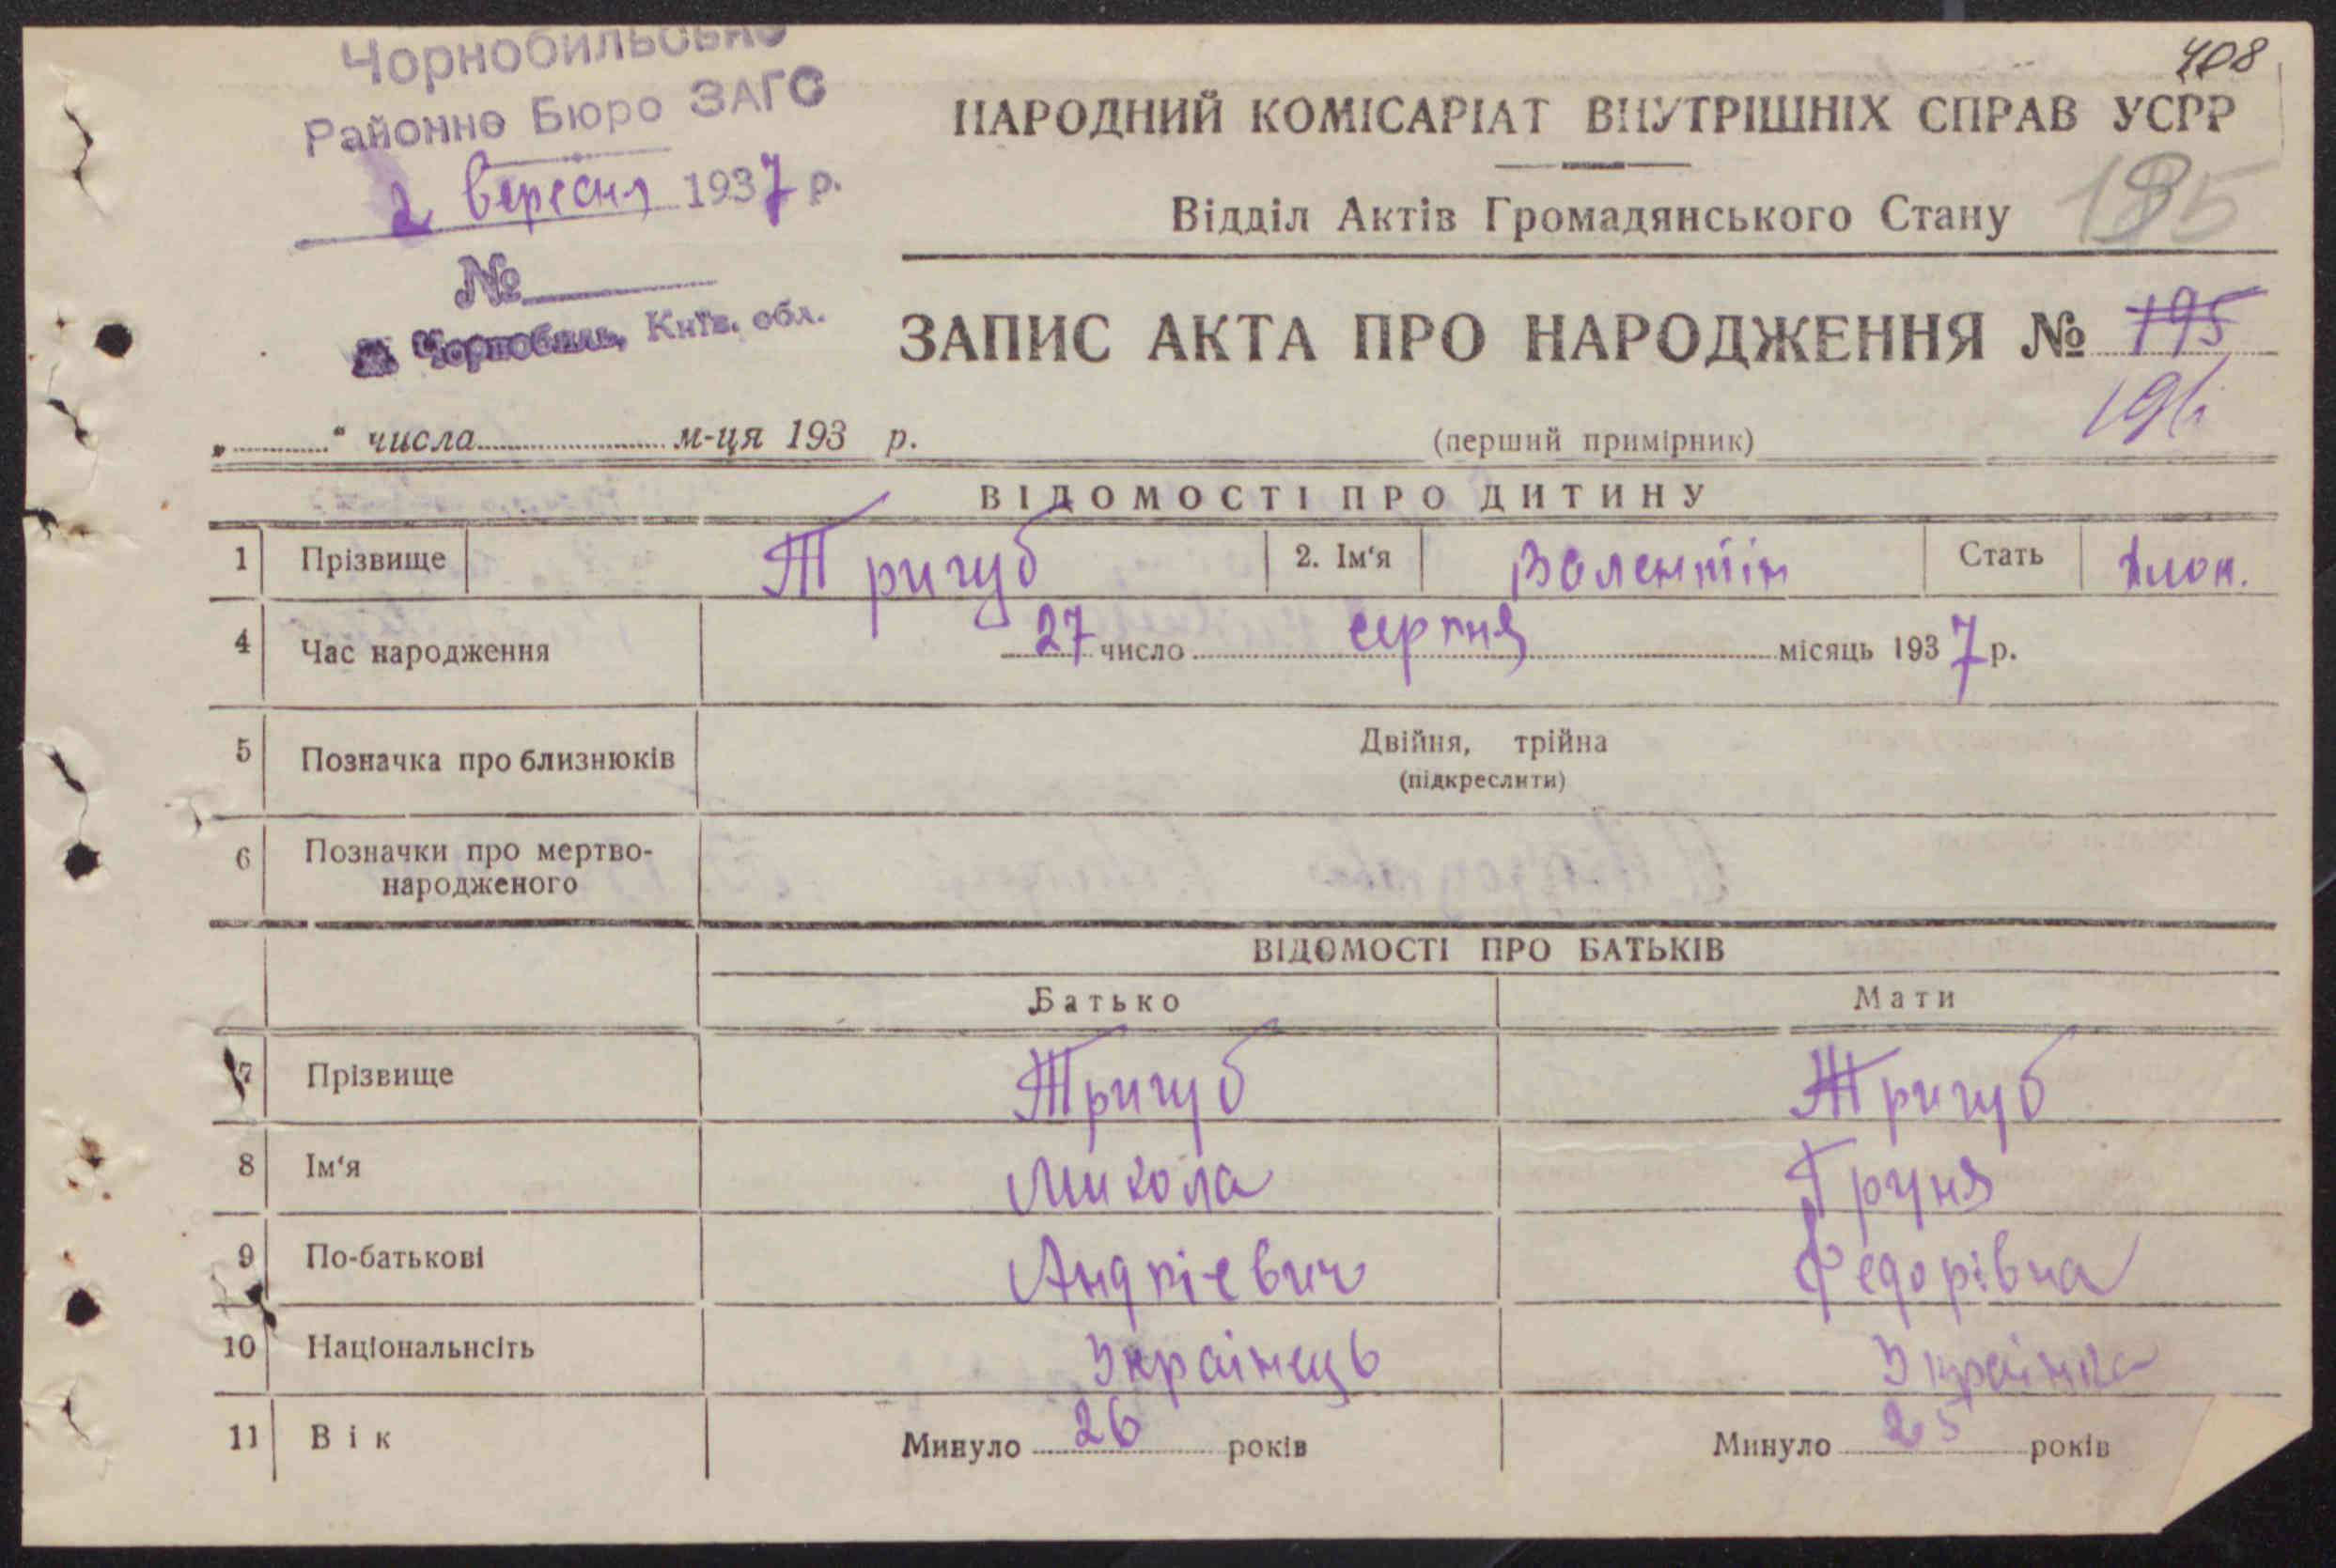 408
Чорнобильське
Районне Бюро ЗАГС
2 вересня 1937 р.
№
Чорнобиль, Київ. обл.
НАРОДНИЙ КОМІСАРІАТ ВНУТРІШНІХ СПРАВ УСРР
Відділ Актів Громадянського Стану
185
ЗАПИС АКТА ПРО НАРОДЖЕННЯ № 195
191
„ “ числа м-ця 193 р.
(перший примірник)
ВІДОМОСТІ ПРО ДИТИНУ
1 Прізвище Тригуб 2. Ім‘я Валентін Стать хлоп.
4 Час народження 27 число серпня місяць 1937 р.
5 Позначка про близнюків Двійня, трійна
(підкреслити)
6 Позначки про мертво-
народженого
ВІДОМОСТІ ПРО БАТЬКІВ
Батько Мати
7 Прізвище Тригуб Тригуб
8 Ім‘я Микола Груня
9 По-батькові Андрієвич Федорівна
10 Національнсіть Українець Українка
11 Вік Минуло 26 років Минуло 25 років